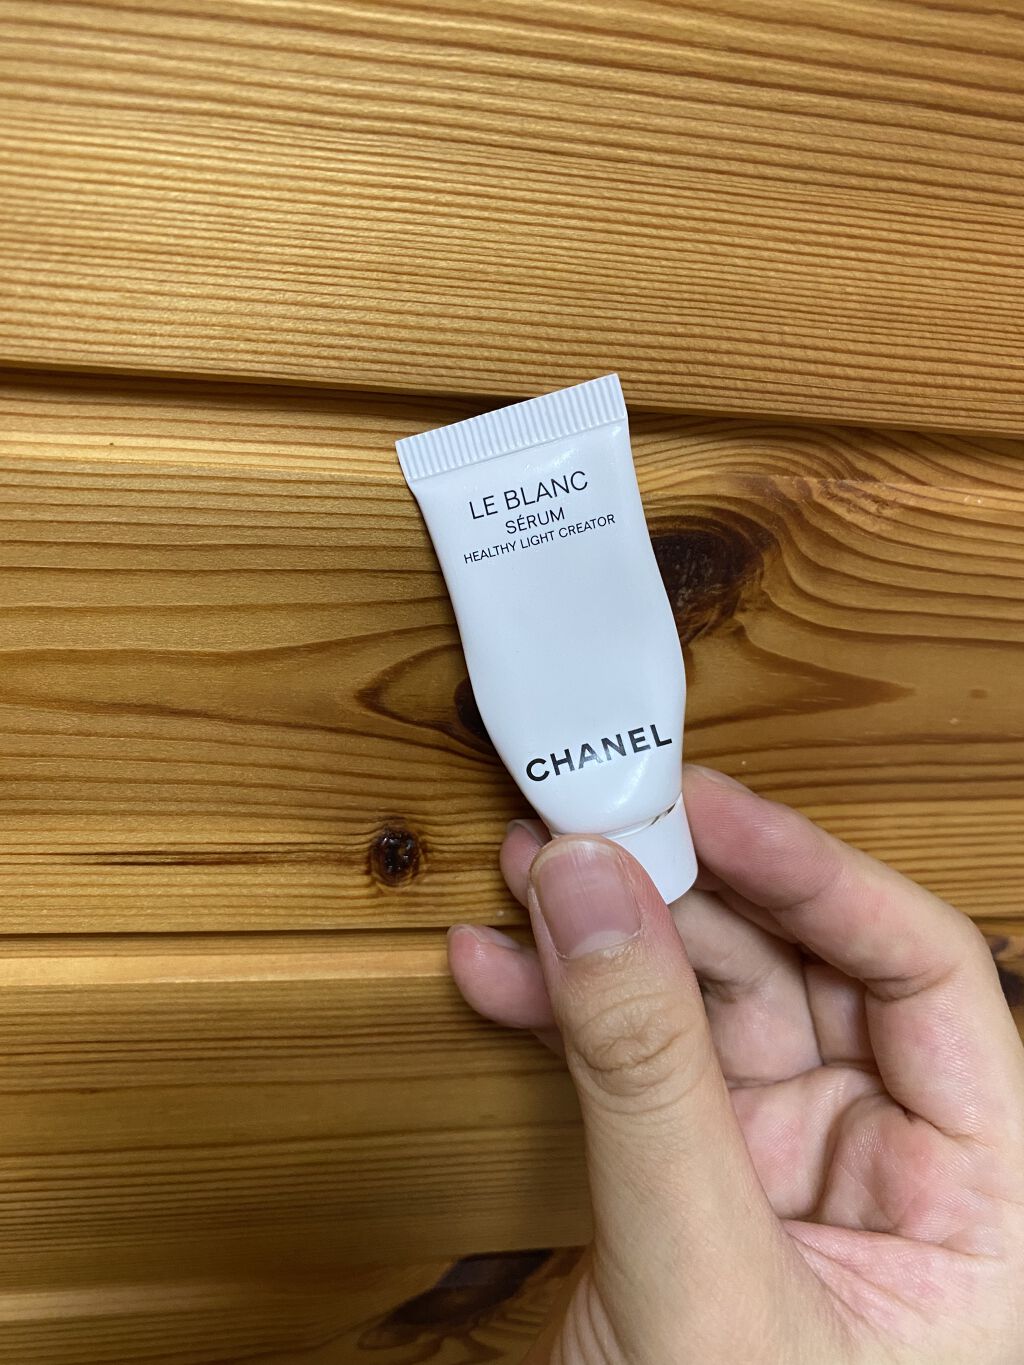 LE BLANC
SÉRUM
HEALTHY LIGHT CREATOR
CHANEL